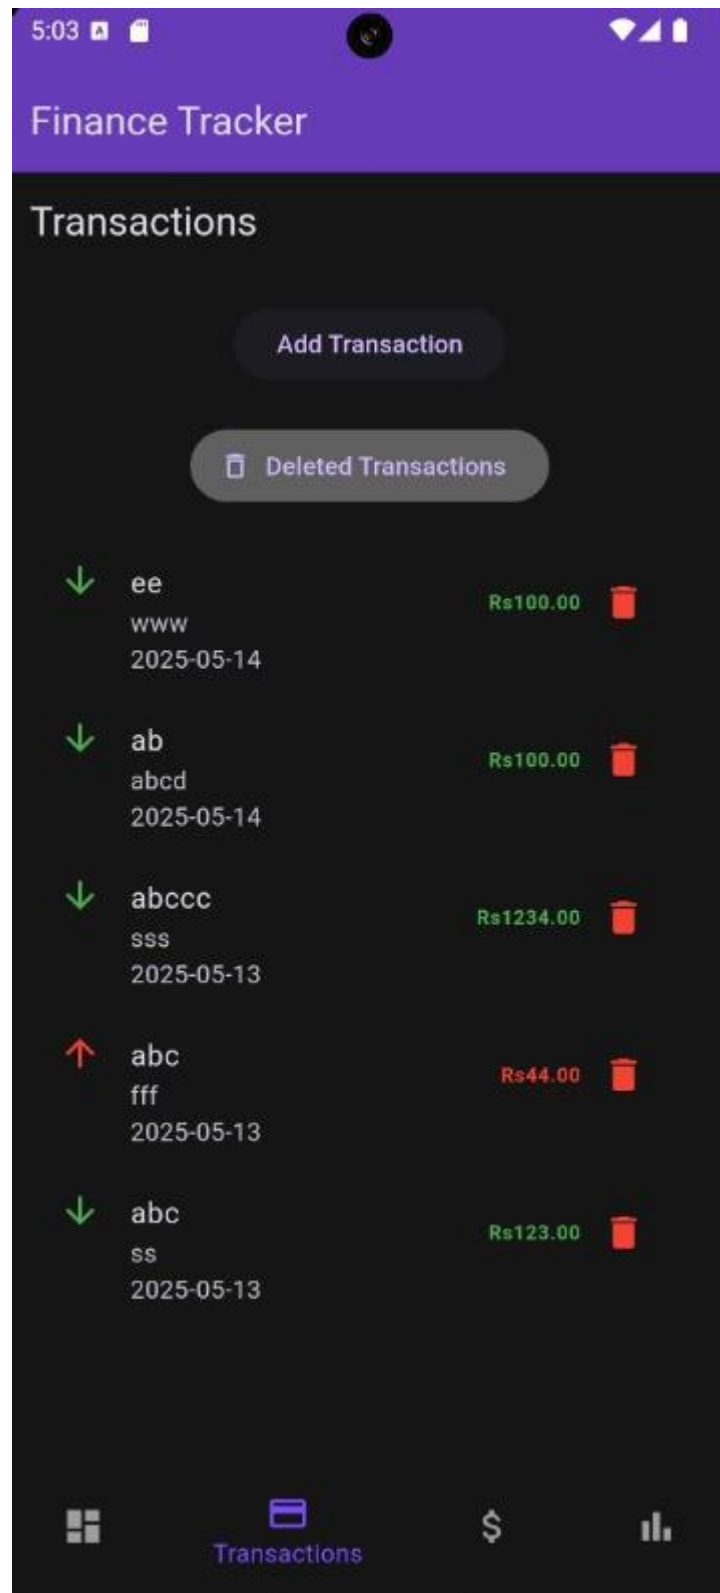 5:03
Finance Tracker
Transactions
Add Transaction
Deleted Transactions
ee
www
2025-05-14
Rs100.00
ab
abcd
2025-05-14
Rs100.00
abccc
sss
2025-05-13
Rs1234.00
abc
fff
2025-05-13
Rs44.00
abc
ss
2025-05-13
Rs123.00
Transactions